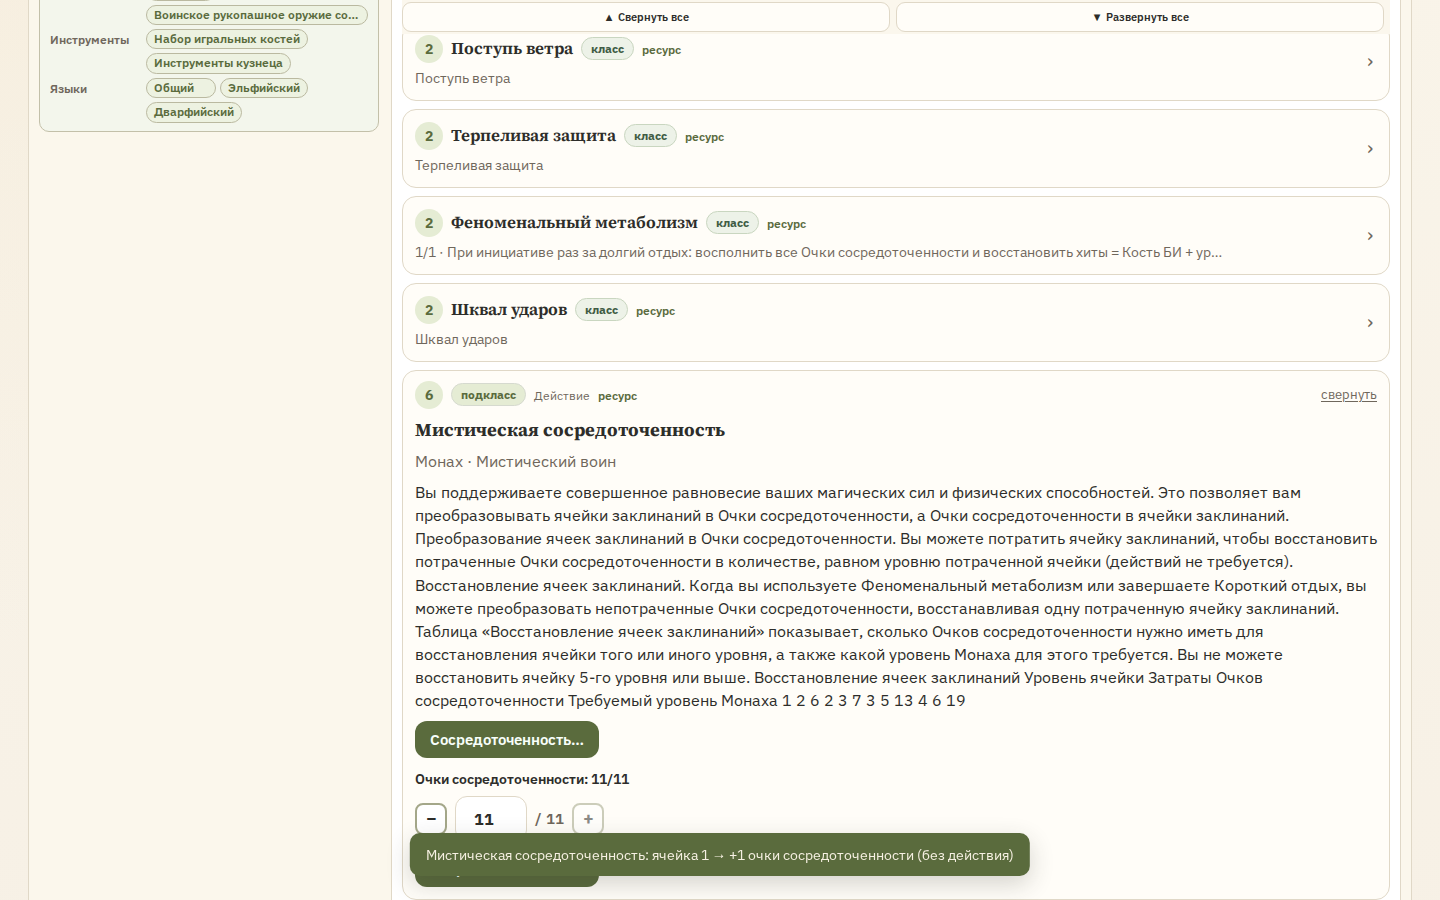 Воинское рукопашное оружие со...
Инструменты
Набор игральных костей
Инструменты кузнеца
Языки
Общий
Эльфийский
Дварфийский
▲ Свернуть все
▼ Развернуть все
2 Поступь ветра класс ресурс
Поступь ветра
2 Терпеливая защита класс ресурс
Терпеливая защита
2 Феноменальный метаболизм класс ресурс
1/1 · При инициативе раз за долгий отдых: восполнить все Очки сосредоточенности и восстановить хиты = Кость БИ + ур...
2 Шквал ударов класс ресурс
Шквал ударов
6 подкласс Действие ресурс свернуть
Мистическая сосредоточенность
Монах · Мистический воин
Вы поддерживаете совершенное равновесие ваших магических сил и физических способностей. Это позволяет вам
преобразовывать ячейки заклинаний в Очки сосредоточенности, а Очки сосредоточенности в ячейки заклинаний.
Преобразование ячеек заклинаний в Очки сосредоточенности. Вы можете потратить ячейку заклинаний, чтобы восстановить
потраченные Очки сосредоточенности в количестве, равном уровню потраченной ячейки (действий не требуется).
Восстановление ячеек заклинаний. Когда вы используете Феноменальный метаболизм или завершаете Короткий отдых, вы
можете преобразовать непотраченные Очки сосредоточенности, восстанавливая одну потраченную ячейку заклинаний.
Таблица «Восстановление ячеек заклинаний» показывает, сколько Очков сосредоточенности нужно иметь для
восстановления ячейки того или иного уровня, а также какой уровень Монаха для этого требуется. Вы не можете
восстановить ячейку 5-го уровня или выше. Восстановление ячеек заклинаний Уровень ячейки Затраты Очков
сосредоточенности Требуемый уровень Монаха 1 2 6 2 3 7 3 5 13 4 6 19
Сосредоточенность...
Очки сосредоточенности: 11/11
− 11 / 11 +
Мистическая сосредоточенность: ячейка 1 → +1 очки сосредоточенности (без действия)